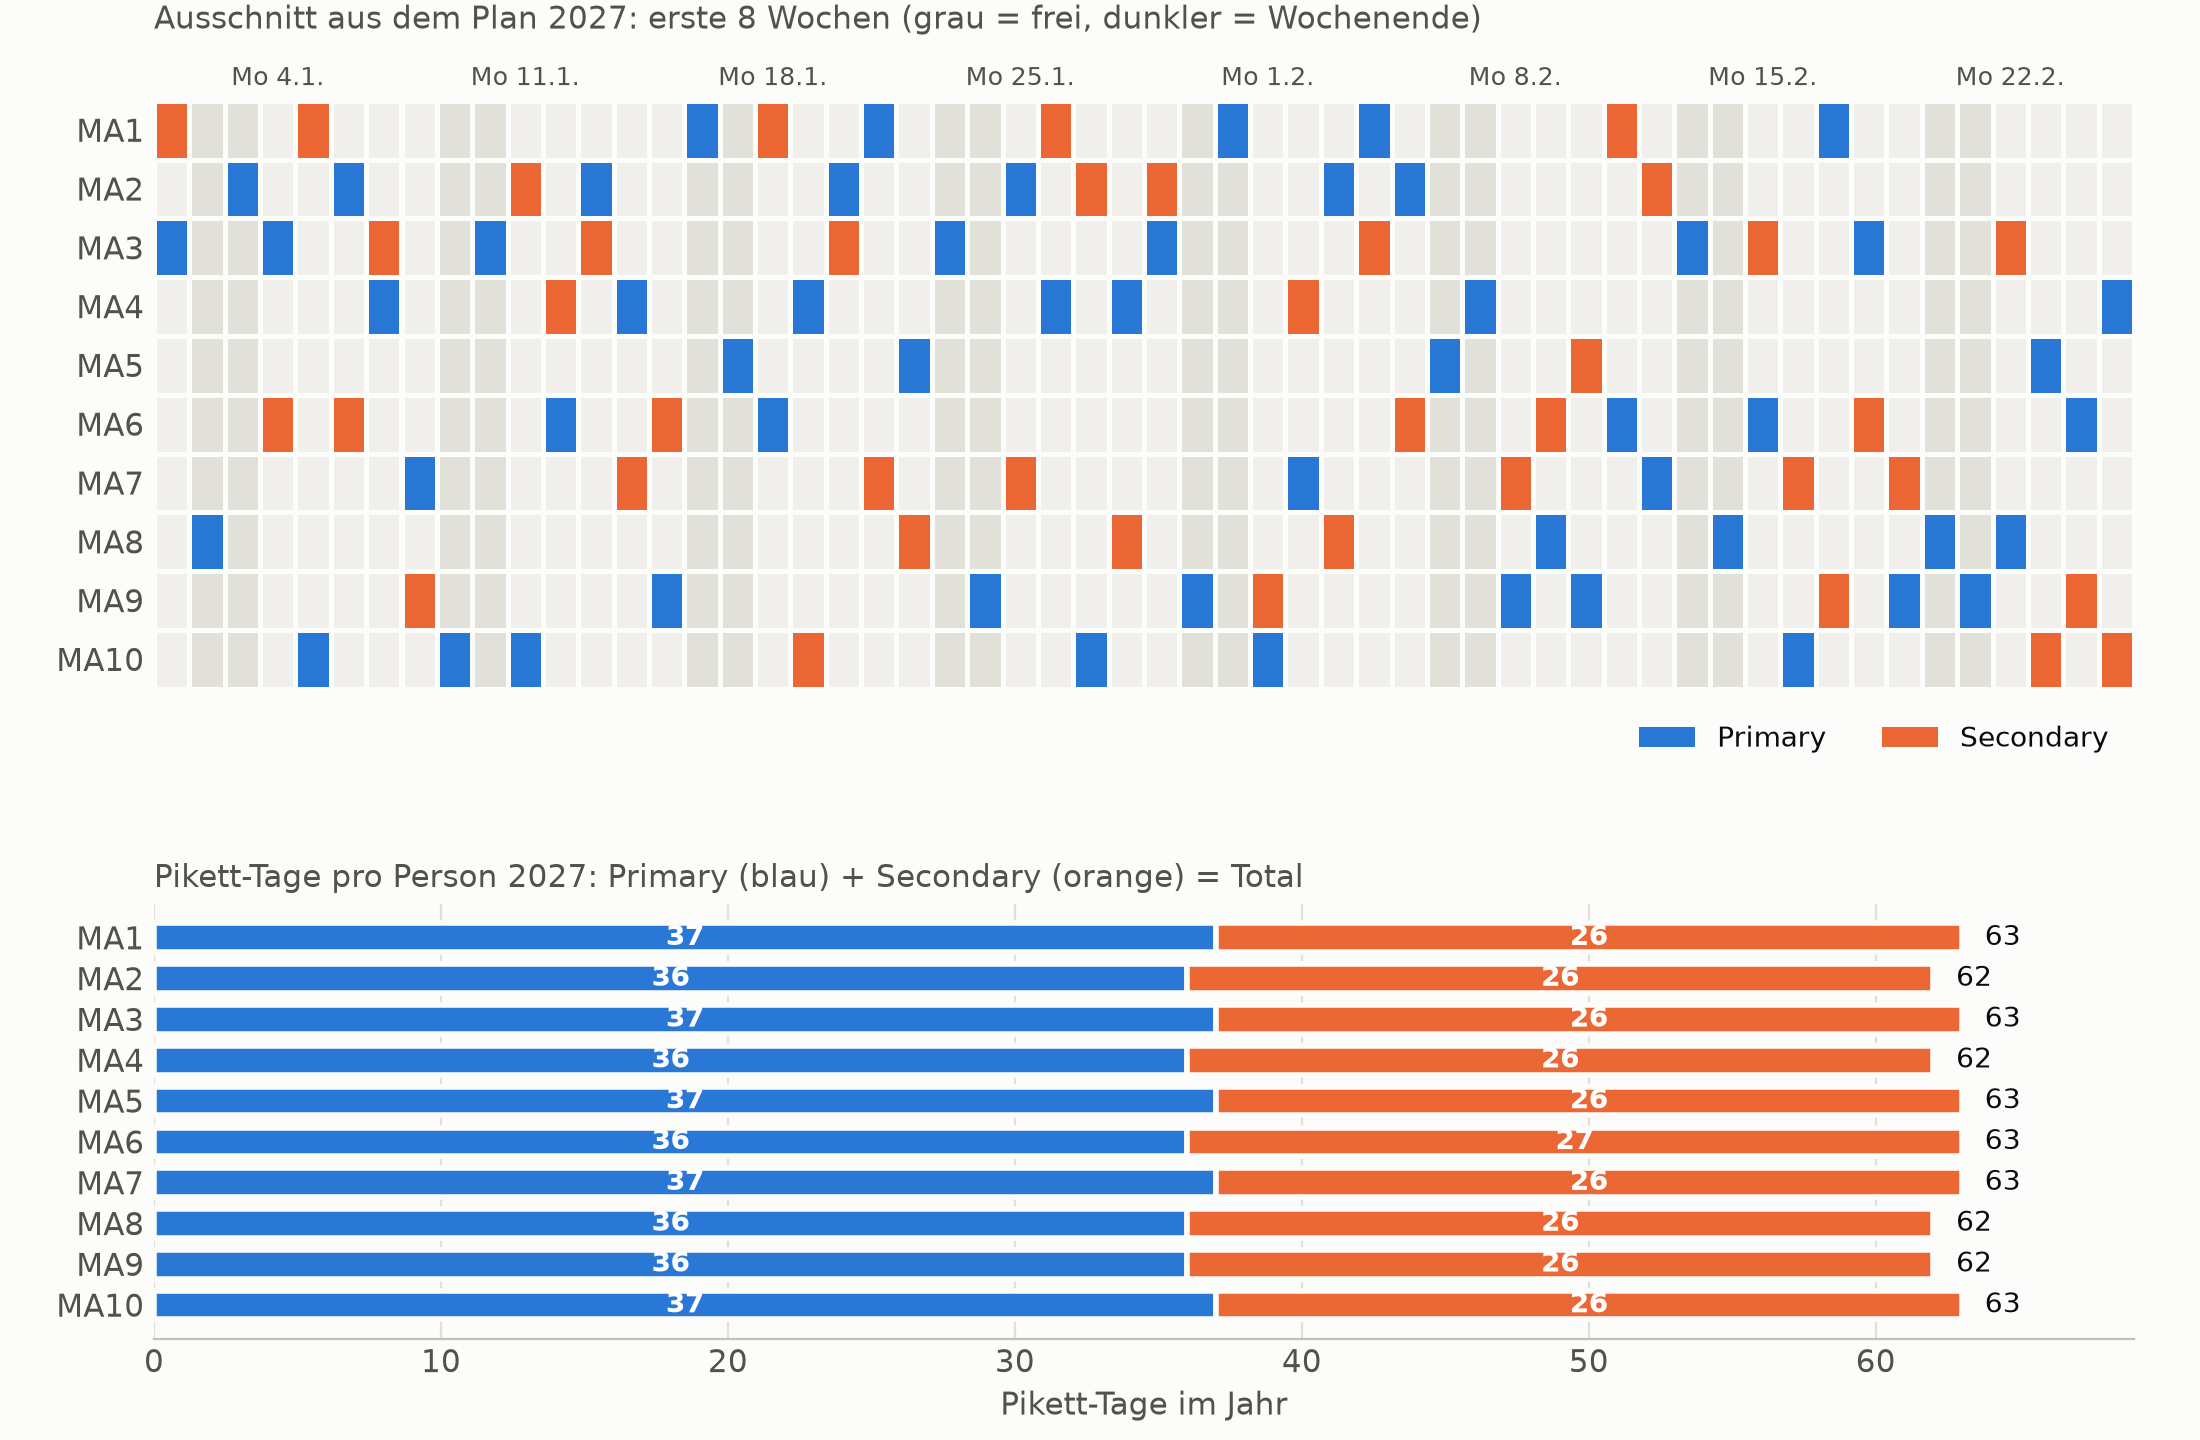 Ausschnitt aus dem Plan 2027: erste 8 Wochen (grau = frei, dunkler = Wochenende)
Mo 4.1. Mo 11.1. Mo 18.1. Mo 25.1. Mo 1.2. Mo 8.2. Mo 15.2. Mo 22.2.
MA1
MA2
MA3
MA4
MA5
MA6
MA7
MA8
MA9
MA10
Primary Secondary
Pikett-Tage pro Person 2027: Primary (blau) + Secondary (orange) = Total
MA1 37 26 63
MA2 36 26 62
MA3 37 26 63
MA4 36 26 62
MA5 37 26 63
MA6 36 27 63
MA7 37 26 63
MA8 36 26 62
MA9 36 26 62
MA10 37 26 63
0 10 20 30 40 50 60
Pikett-Tage im Jahr